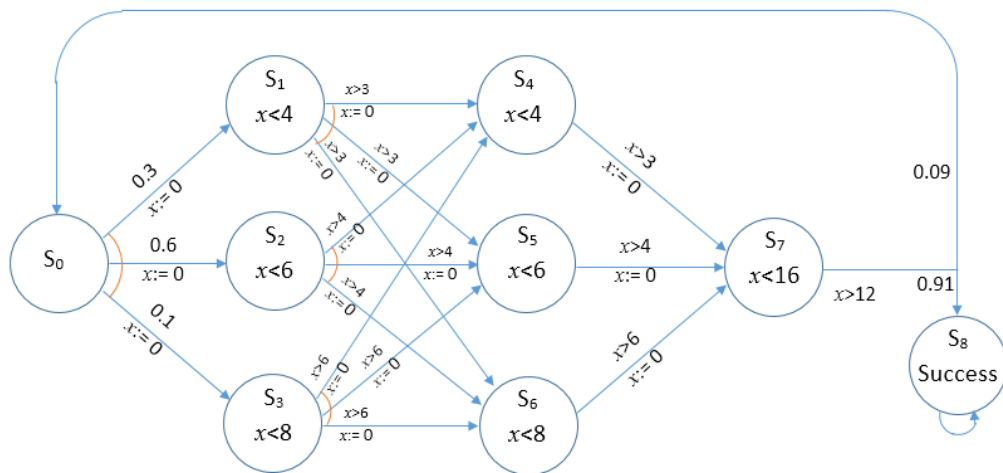 S0
0.3
x:= 0
0.6
x:= 0
0.1
x:= 0
S1
x<4
S2
x<6
S3
x<8
x>3
x:= 0
x>3
x:= 0
x>3
x:= 0
x>4
x:= 0
x>4
x:= 0
x>4
x:= 0
x>6
x:= 0
x>6
x:= 0
x>6
x:= 0
S4
x<4
S5
x<6
S6
x<8
x>3
x:= 0
x>4
x:= 0
x>6
x:= 0
S7
x<16
x>12
0.09
0.91
S8
Success